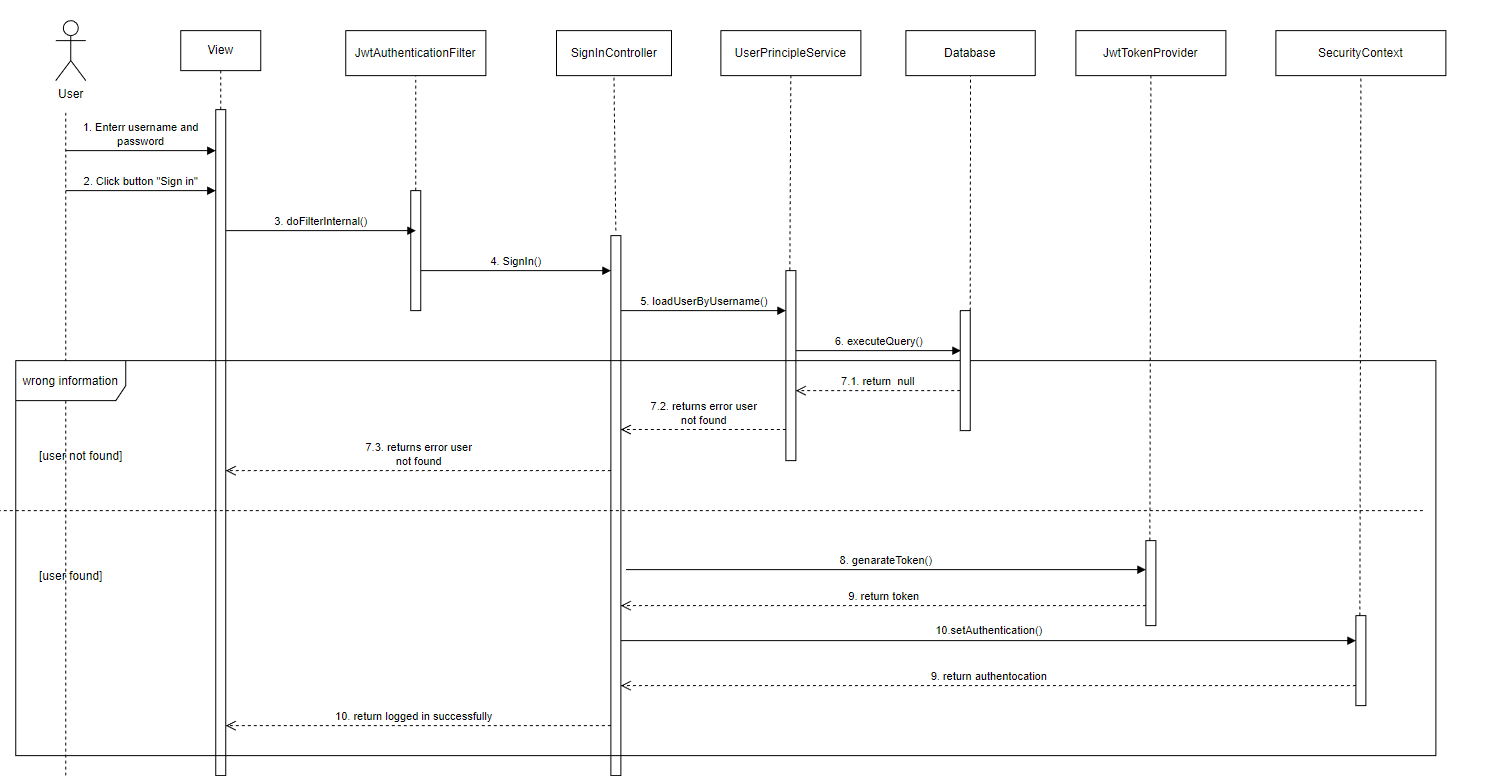 User
View
JwtAuthenticationFilter
SignInController
UserPrincipleService
Database
JwtTokenProvider
SecurityContext
1. Enterr username and
password
2. Click button "Sign in"
3. doFilterInternal()
4. SignIn()
5. loadUserByUsername()
6. executeQuery()
wrong information
7.1. return null
7.2. returns error user
not found
[user not found]
7.3. returns error user
not found
[user found]
8. genarateToken()
9. return token
10.setAuthentication()
9. return authentocation
10. return logged in successfully